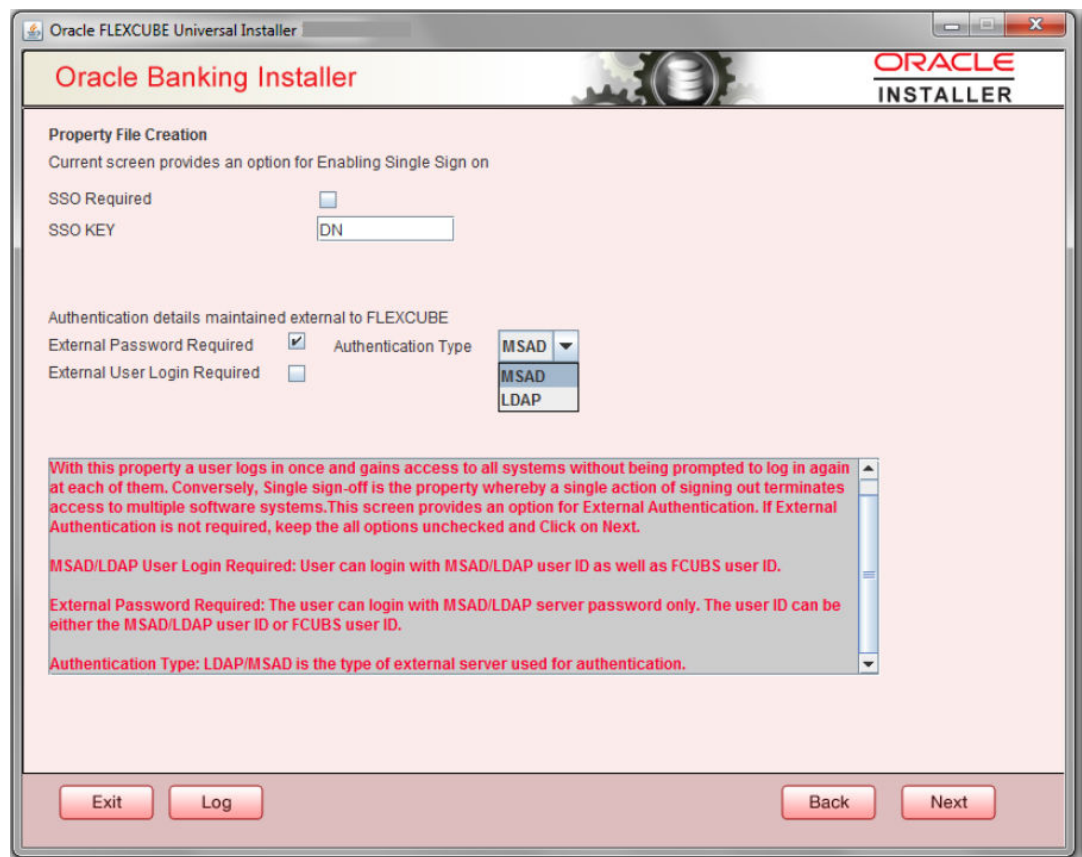 Oracle FLEXCUBE Universal Installer
Oracle Banking Installer
ORACLE
INSTALLER
Property File Creation
Current screen provides an option for Enabling Single Sign on
SSO Required
SSO KEY DN
Authentication details maintained external to FLEXCUBE
External Password Required Authentication Type MSAD
External User Login Required
MSAD
LDAP
With this property a user logs in once and gains access to all systems without being prompted to log in again
at each of them. Conversely, Single sign-off is the property whereby a single action of signing out terminates
access to multiple software systems.This screen provides an option for External Authentication. If External
Authentication is not required, keep the all options unchecked and Click on Next.
MSAD/LDAP User Login Required: User can login with MSAD/LDAP user ID as well as FCUBS user ID.
External Password Required: The user can login with MSAD/LDAP server password only. The user ID can be
either the MSAD/LDAP user ID or FCUBS user ID.
Authentication Type: LDAP/MSAD is the type of external server used for authentication.
Exit Log Back Next